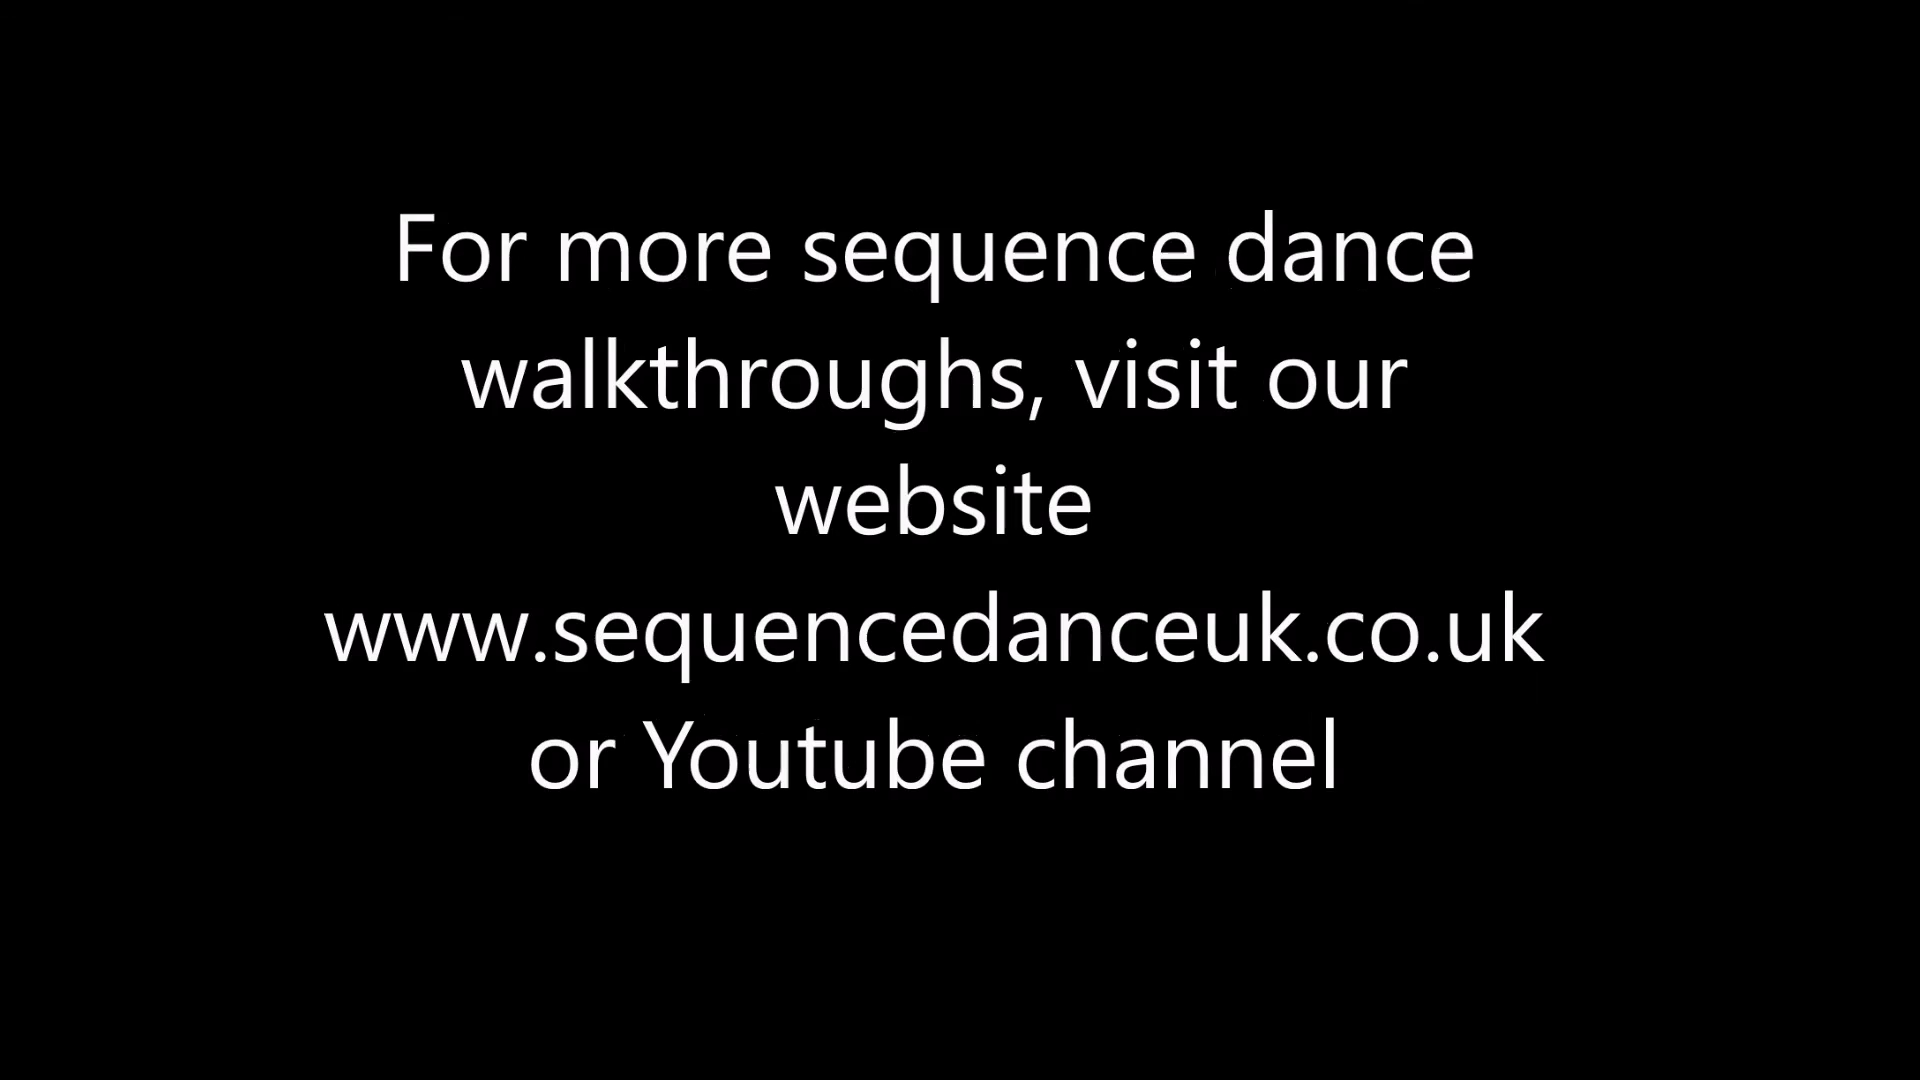 For more sequence dance
walkthroughs, visit our
website
www.sequencedanceuk.co.uk
or Youtube channel